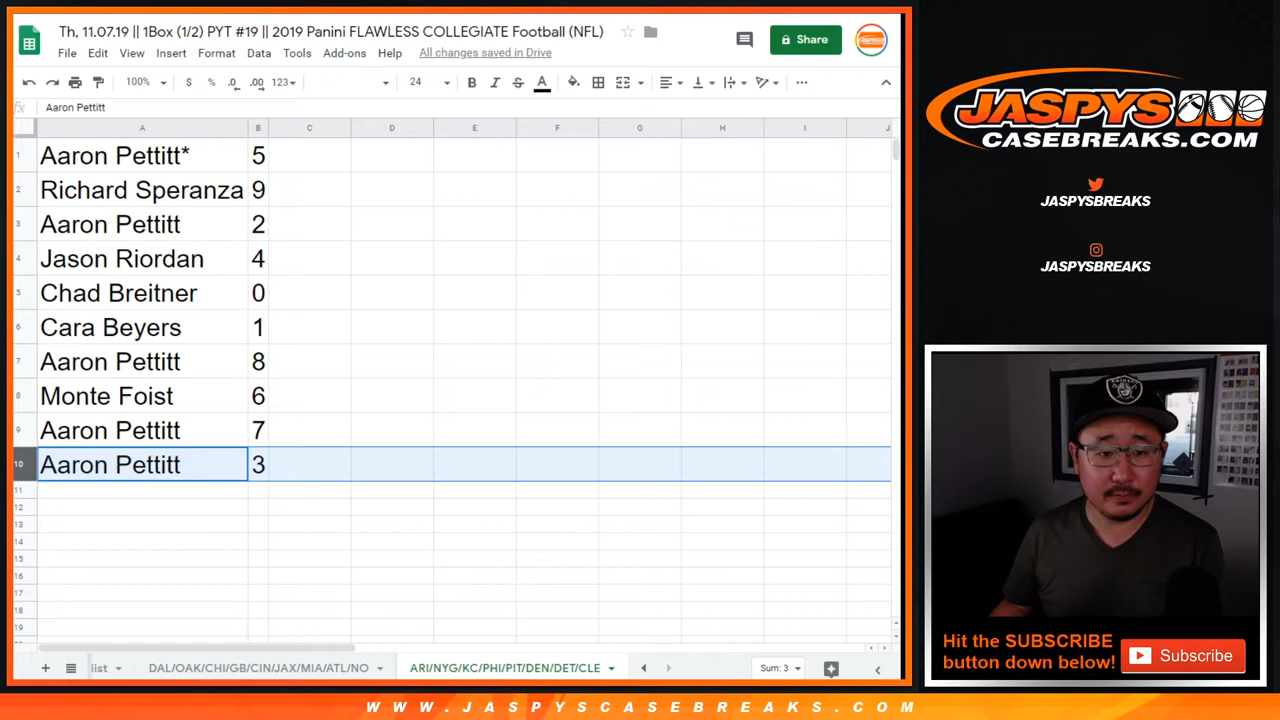 Th, 11.07.19 || 1Box (1/2) PYT #19 || 2019 Panini FLAWLESS COLLEGIATE Football (NFL)
File Edit View Insert Format Data Tools Add-ons Help All changes saved in Drive
Share
100% $ % .0 .00 123 24 B I S A
fx Aaron Pettitt
A B C D E F G H I J
1 Aaron Pettitt* 5
2 Richard Speranza 9
3 Aaron Pettitt 2
4 Jason Riordan 4
5 Chad Breitner 0
6 Cara Beyers 1
7 Aaron Pettitt 8
8 Monte Foist 6
9 Aaron Pettitt 7
10 Aaron Pettitt 3
11
12
13
14
15
16
17
18
19
list DAL/OAK/CHI/GB/CIN/JAX/MIA/ATL/NO ARI/NYG/KC/PHI/PIT/DEN/DET/CLE Sum: 3
JASPYS
CASEBREAKS.COM
JASPYSBREAKS
JASPYSBREAKS
RAIDERS
Hit the SUBSCRIBE
button down below!
Subscribe
WWW.JASPYSCASEBREAKS.COM